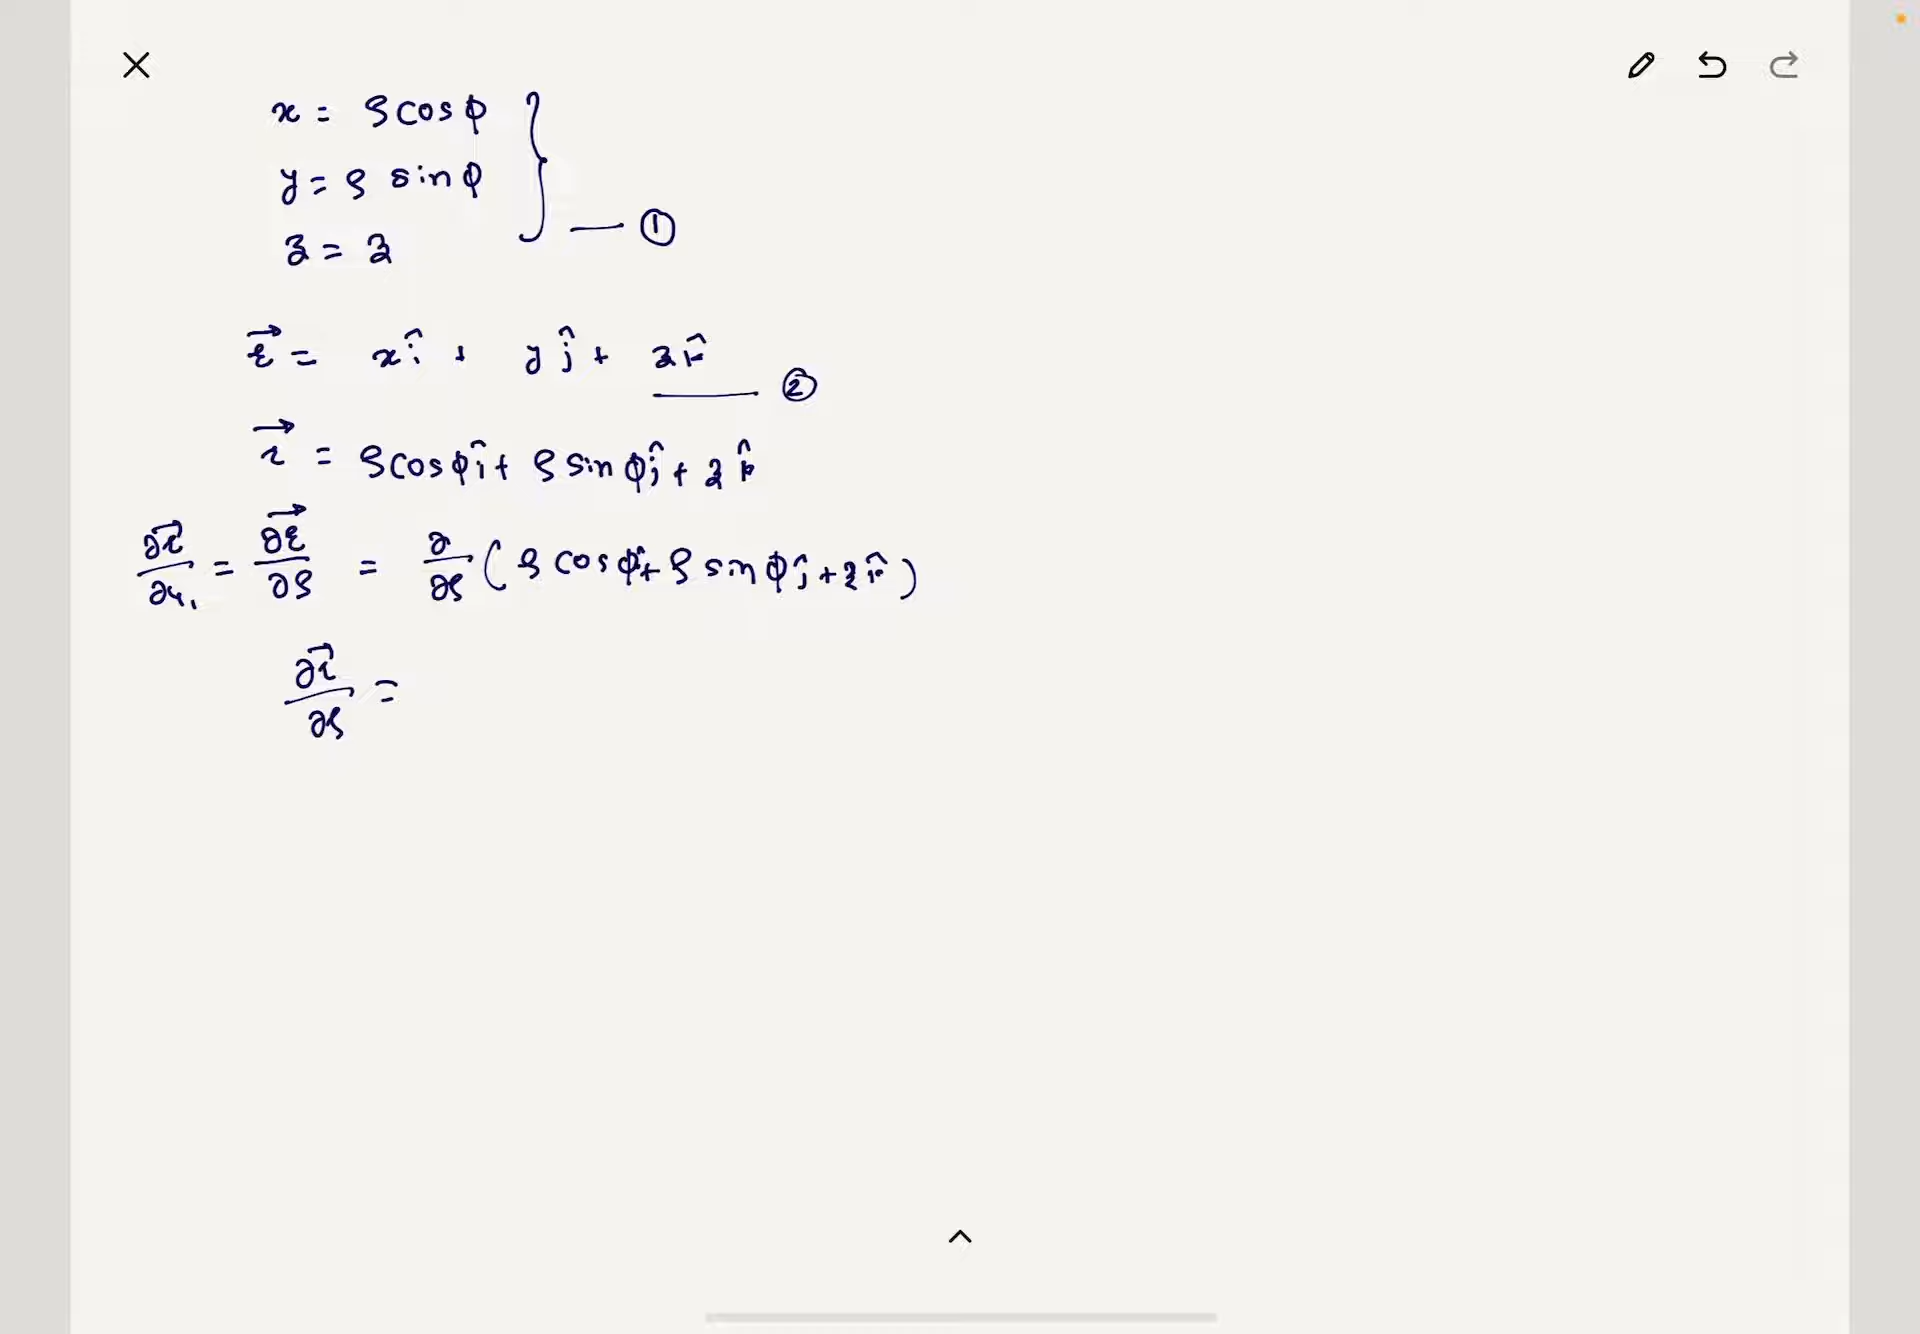 x = ρ cos φ
y = ρ sin φ
z = z
— ①
r⃗ = x î + y ĵ + z k̂
— ②
r⃗ = ρ cos φ î + ρ sin φ ĵ + z k̂
∂r⃗/∂u₁ = ∂r⃗/∂ρ = ∂/∂ρ ( ρ cos φ î + ρ sin φ ĵ + z k̂ )
∂r⃗/∂ρ =